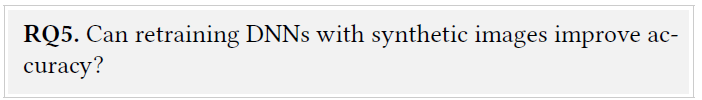 RQ5. Can retraining DNNs with synthetic images improve ac-
curacy?